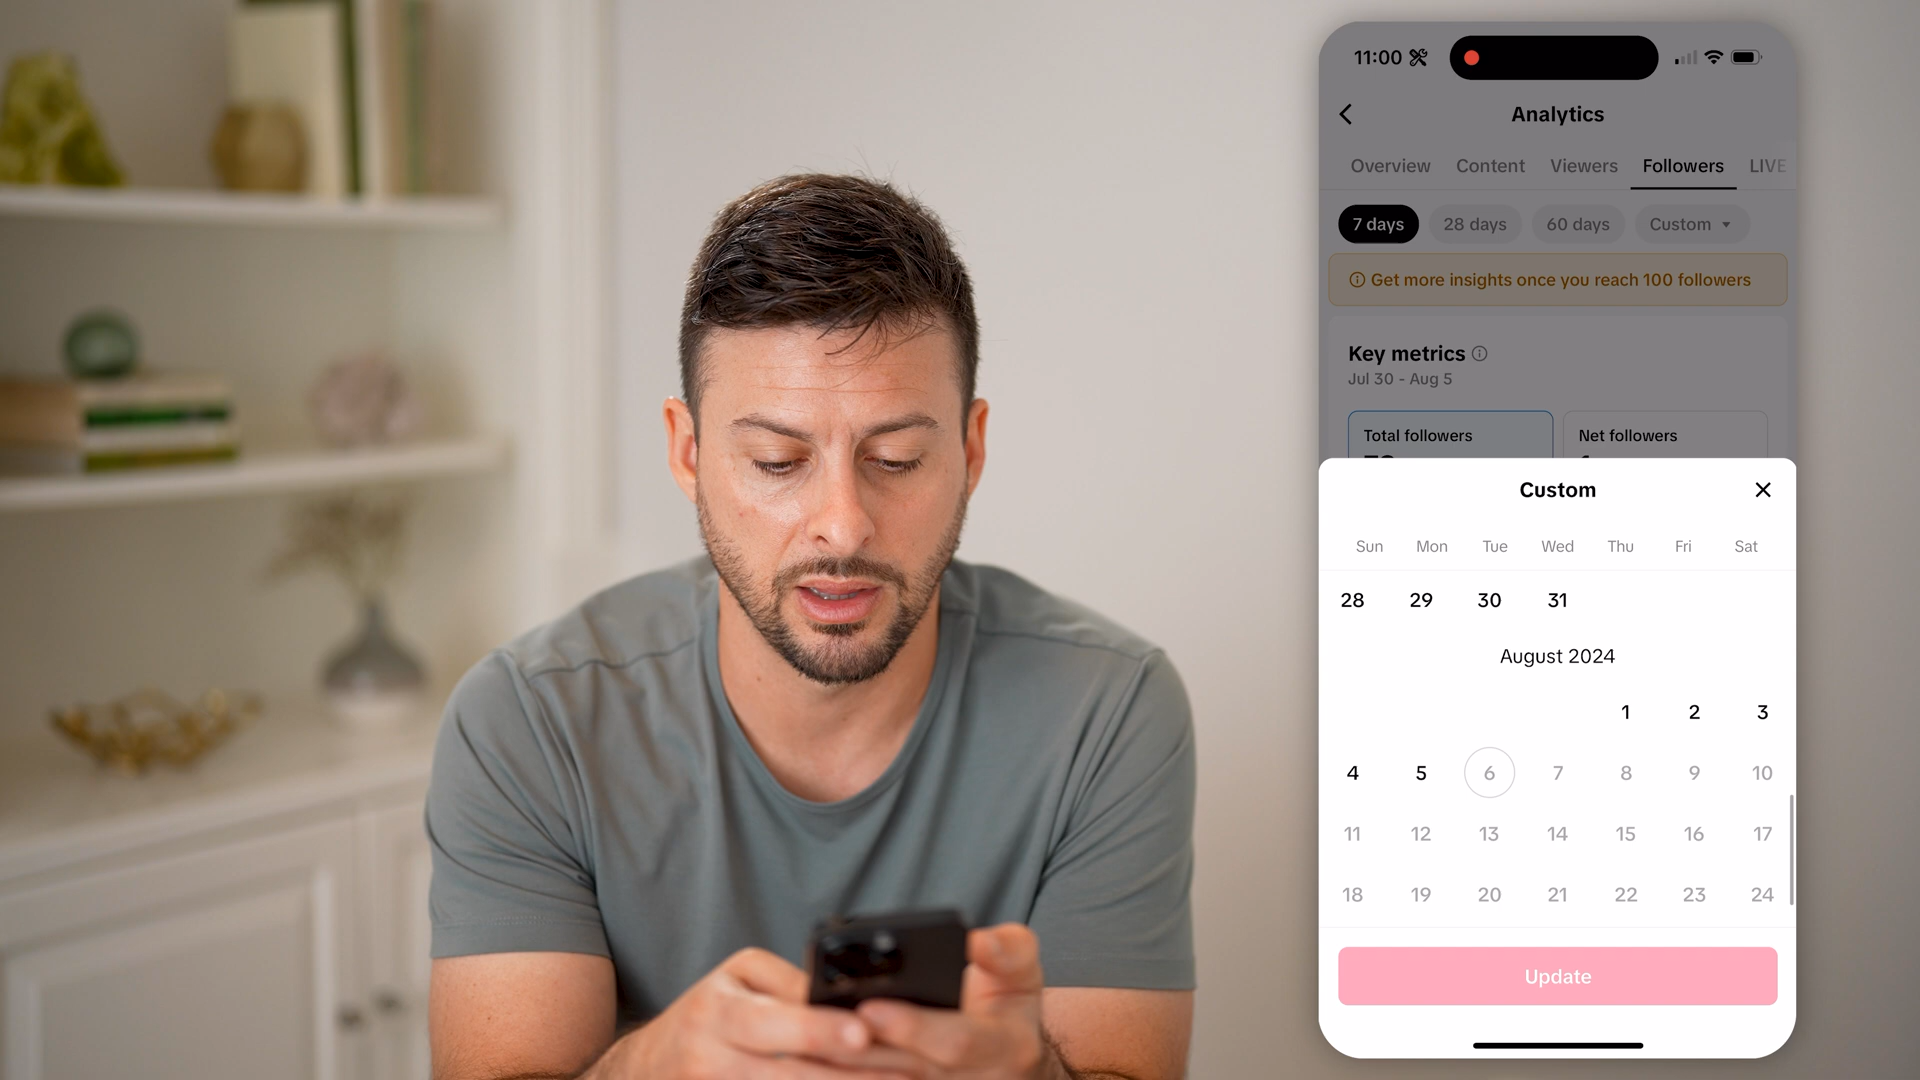 11:00
Analytics
Overview Content Viewers Followers LIVE
7 days 28 days 60 days Custom
Get more insights once you reach 100 followers
Key metrics
Jul 30 - Aug 5
Total followers Net followers
Custom
Sun Mon Tue Wed Thu Fri Sat
28 29 30 31
August 2024
1 2 3
4 5 6 7 8 9 10
11 12 13 14 15 16 17
18 19 20 21 22 23 24
Update